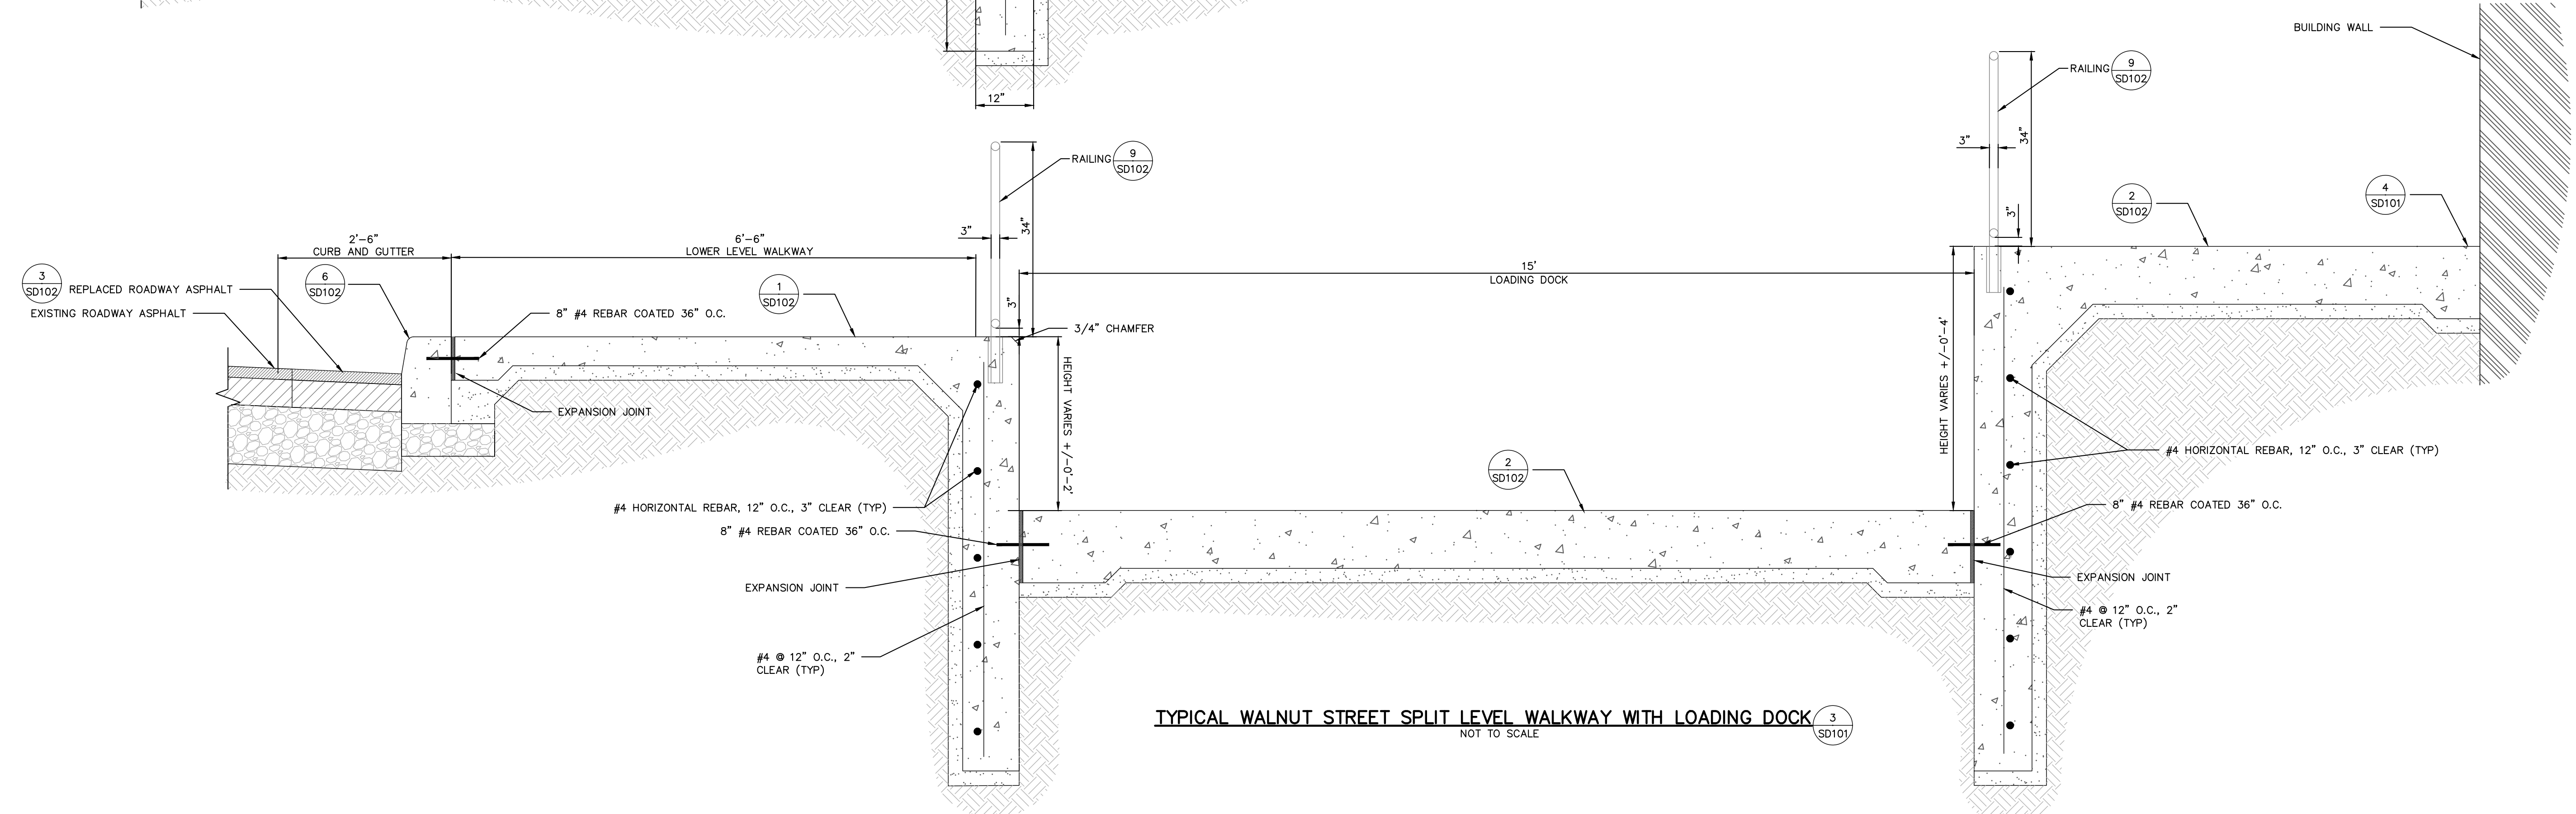 BUILDING WALL
12"
RAILING
9
SD102
3"
34"
RAILING
9
SD102
3"
34"
3"
2
SD102
4
SD101
3"
2'-6"
CURB AND GUTTER
6'-6"
LOWER LEVEL WALKWAY
15'
LOADING DOCK
3
SD102
REPLACED ROADWAY ASPHALT
EXISTING ROADWAY ASPHALT
6
SD102
1
SD102
8" #4 REBAR COATED 36" O.C.
3/4" CHAMFER
HEIGHT VARIES +/-0'-2'
HEIGHT VARIES +/-0'-4'
EXPANSION JOINT
#4 HORIZONTAL REBAR, 12" O.C., 3" CLEAR (TYP)
2
SD102
#4 HORIZONTAL REBAR, 12" O.C., 3" CLEAR (TYP)
8" #4 REBAR COATED 36" O.C.
8" #4 REBAR COATED 36" O.C.
EXPANSION JOINT
EXPANSION JOINT
#4 @ 12" O.C., 2"
CLEAR (TYP)
#4 @ 12" O.C., 2"
CLEAR (TYP)
TYPICAL WALNUT STREET SPLIT LEVEL WALKWAY WITH LOADING DOCK
3
SD101
NOT TO SCALE